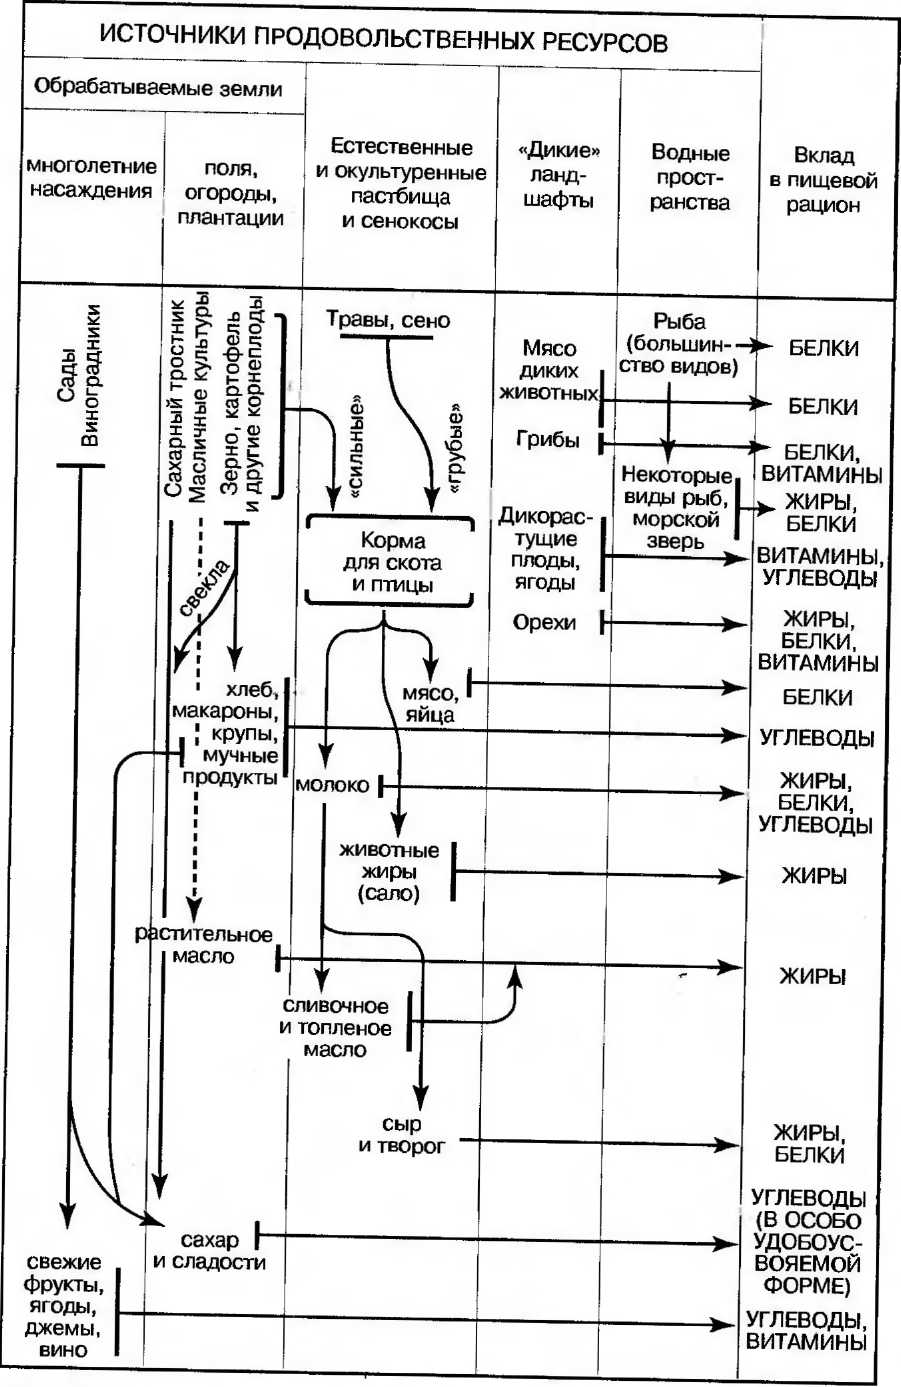 ИСТОЧНИКИ ПРОДОВОЛЬСТВЕННЫХ РЕСУРСОВ
Обрабатываемые земли
многолетние
насаждения
поля,
огороды,
плантации
Естественные
и окультуренные
пастбища
и сенокосы
«Дикие»
ланд-
шафты
Водные
прост-
ранства
Вклад
в пищевой
рацион
Сады
Виноградники
Сахарный тростник
Масличные культуры
Зерно, картофель
и другие корнеплоды
Травы, сено
«сильные»
«грубые»
Корма
для скота
и птицы
Мясо
диких
животных
Грибы
Дикорас-
тущие
плоды,
ягоды
Орехи
Рыба
(большин-
ство видов)
Некоторые
виды рыб,
морской
зверь
БЕЛКИ
БЕЛКИ
БЕЛКИ,
ВИТАМИНЫ
ЖИРЫ,
БЕЛКИ
ВИТАМИНЫ,
УГЛЕВОДЫ
ЖИРЫ,
БЕЛКИ,
ВИТАМИНЫ
свекла
хлеб,
макароны,
крупы,
мучные
продукты
мясо,
яйца
БЕЛКИ
УГЛЕВОДЫ
молоко
ЖИРЫ,
БЕЛКИ,
УГЛЕВОДЫ
животные
жиры
(сало)
ЖИРЫ
растительное
масло
ЖИРЫ
сливочное
и топленое
масло
сыр
и творог
ЖИРЫ,
БЕЛКИ
сахар
и сладости
УГЛЕВОДЫ
(В ОСОБО
УДОБОУС-
ВОЯЕМОЙ
ФОРМЕ)
свежие
фрукты,
ягоды,
джемы,
вино
УГЛЕВОДЫ,
ВИТАМИНЫ